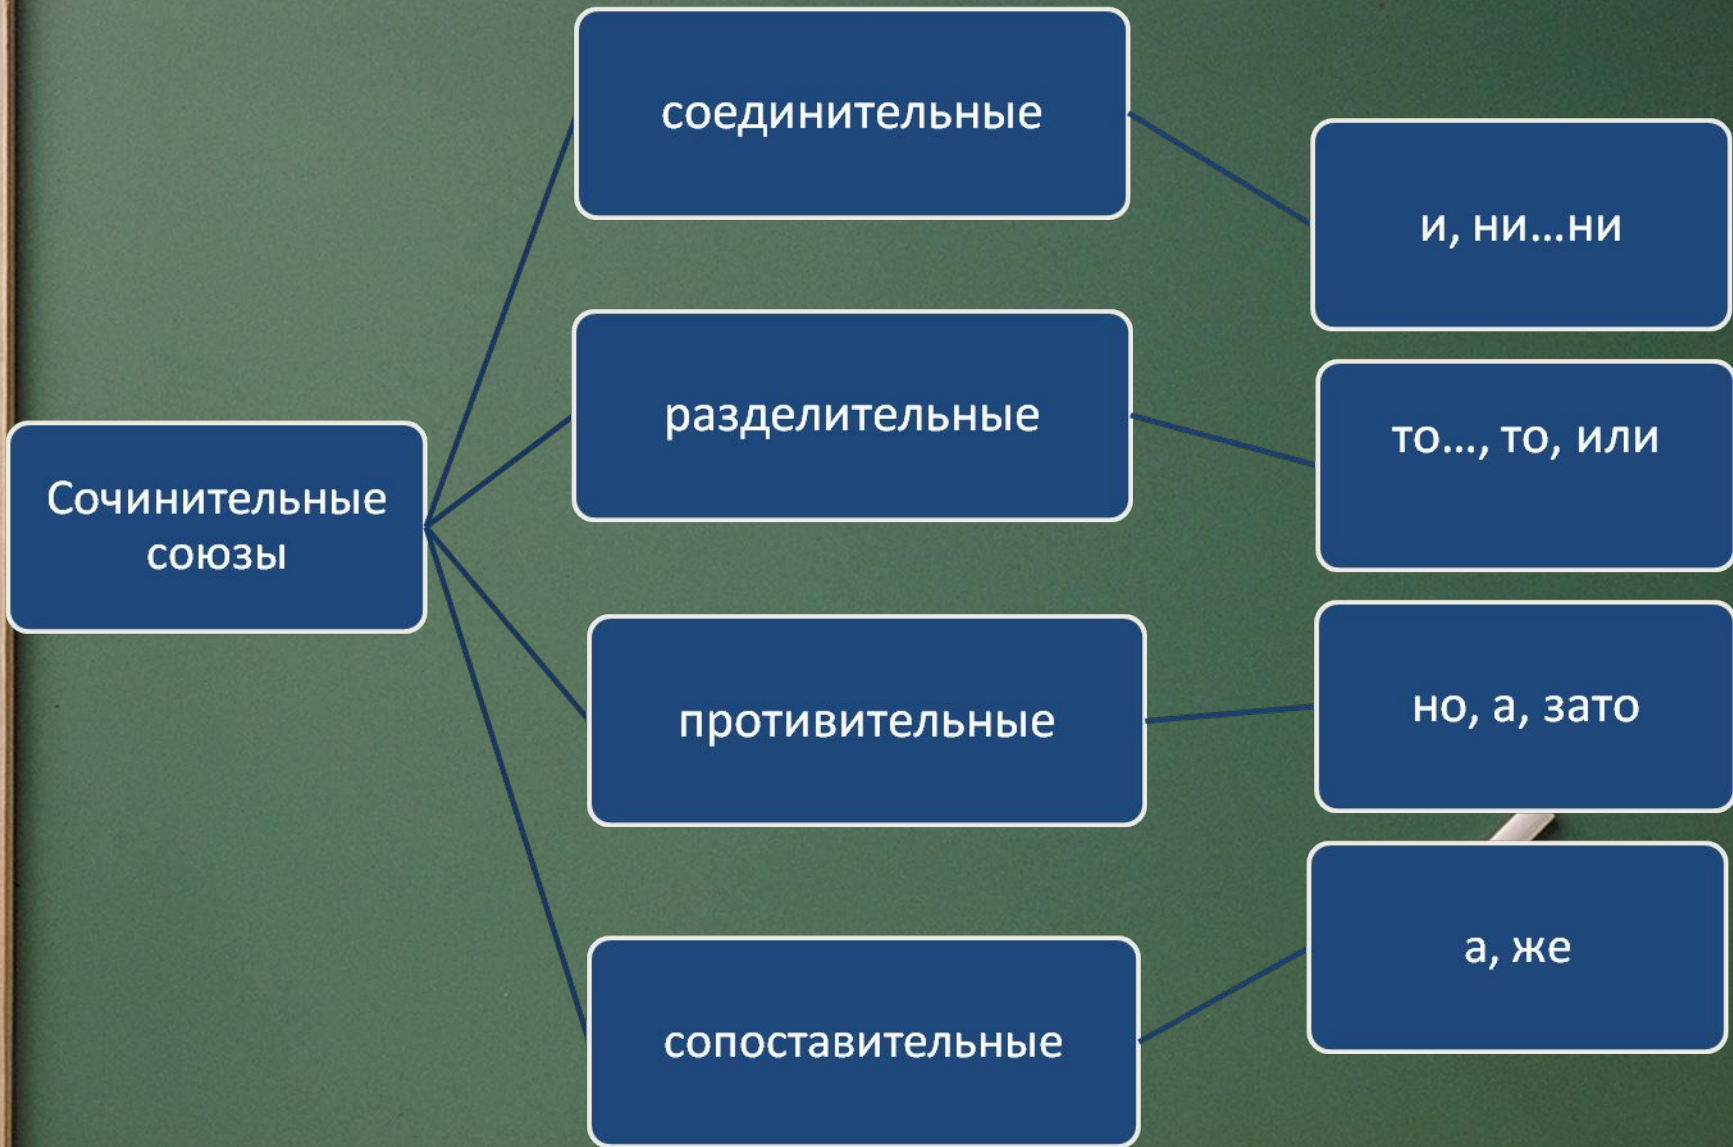 соединительные
и, ни...ни
разделительные
то..., то, или
Сочинительные
союзы
противительные
но, а, зато
сопоставительные
а, же